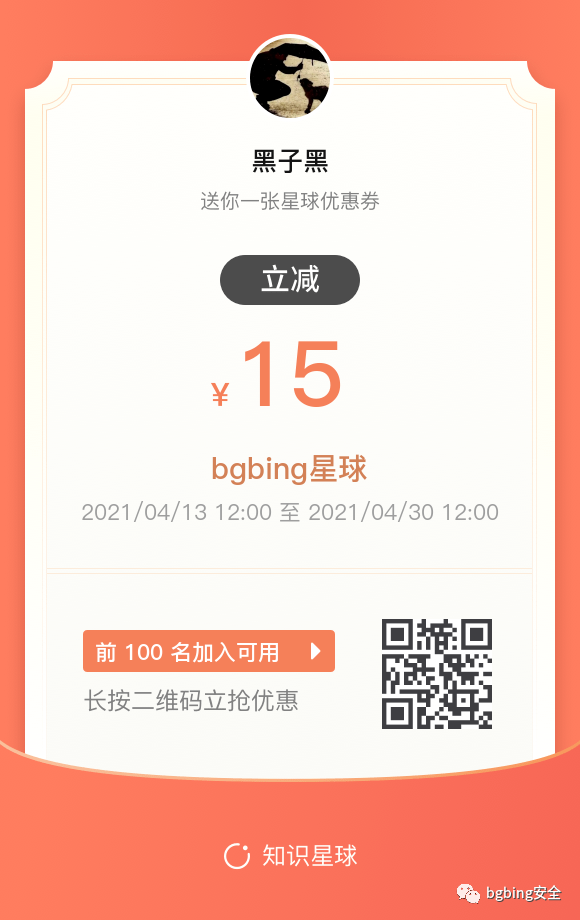 黑子黑
送你一张星球优惠券
立减
¥15
bgbing星球
2021/04/13 12:00 至 2021/04/30 12:00
前 100 名加入可用
长按二维码立抢优惠
知识星球
bgbing安全